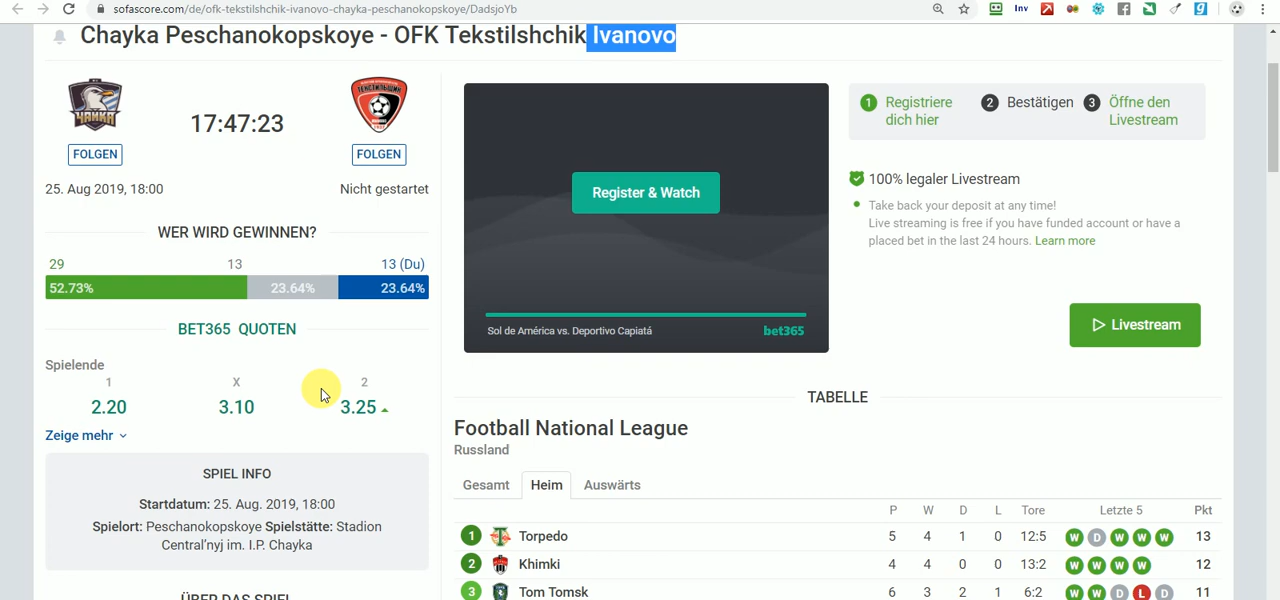 sofascore.com/de/ofk-tekstilshchik-ivanovo-chayka-peschanokopskoye/DadsjoYb
Inv
Chayka Peschanokopskoye - OFK Tekstilshchik Ivanovo
ЧАЙКА
17:47:23
FOLGEN
FOLGEN
25. Aug 2019, 18:00
Nicht gestartet
WER WIRD GEWINNEN?
29
13
13 (Du)
52.73%
23.64%
23.64%
BET365 QUOTEN
Spielende
1
X
2
2.20
3.10
3.25
Zeige mehr
SPIEL INFO
Startdatum: 25. Aug. 2019, 18:00
Spielort: Peschanokopskoye Spielstätte: Stadion
Central'nyj im. I.P. Chayka
ÜBER DAS SPIEL
Register & Watch
Sol de América vs. Deportivo Capiatá
bet365
1 Registriere
dich hier
2 Bestätigen
3 Öffne den
Livestream
100% legaler Livestream
Take back your deposit at any time!
Live streaming is free if you have funded account or have a
placed bet in the last 24 hours. Learn more
Livestream
TABELLE
Football National League
Russland
Gesamt
Heim
Auswärts
P W D L Tore Letzte 5 Pkt
1 Torpedo 5 4 1 0 12:5 W D W W W 13
2 Khimki 4 4 0 0 13:2 W W W W 12
3 Tom Tomsk 6 3 2 1 6:2 W W D L D 11